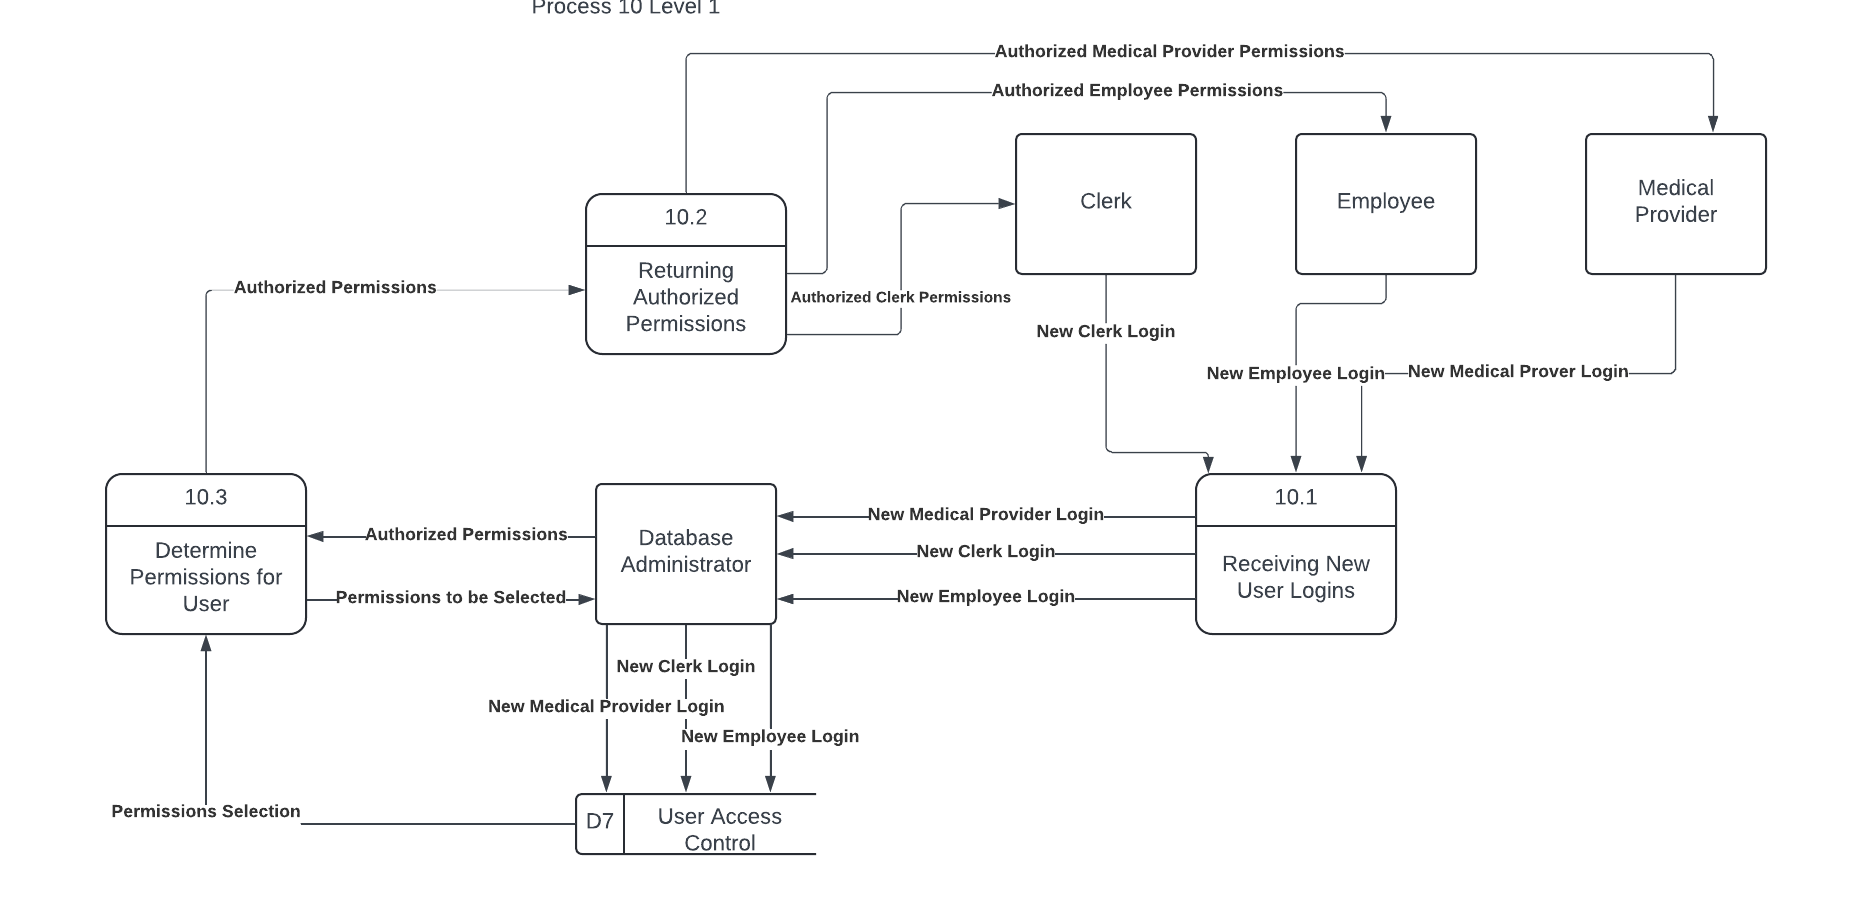 Process 10 Level 1
Authorized Medical Provider Permissions
Authorized Employee Permissions
Clerk
Employee
Medical
Provider
10.2
Returning
Authorized
Permissions
Authorized Permissions
Authorized Clerk Permissions
New Clerk Login
New Employee Login
New Medical Prover Login
10.3
Determine
Permissions for
User
Authorized Permissions
Permissions to be Selected
Database
Administrator
New Medical Provider Login
New Clerk Login
New Employee Login
10.1
Receiving New
User Logins
New Clerk Login
New Medical Provider Login
New Employee Login
Permissions Selection
D7
User Access
Control